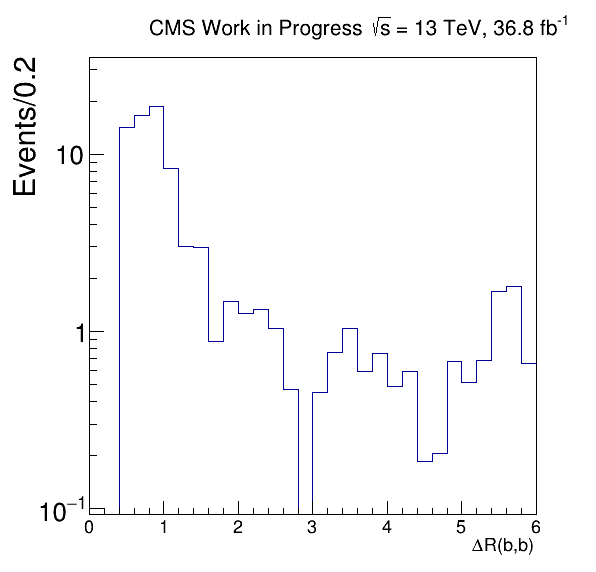 CMS Work in Progress √s = 13 TeV, 36.8 fb⁻¹
Events/0.2
10
1
10⁻¹
0 1 2 3 4 5 6
ΔR(b,b)